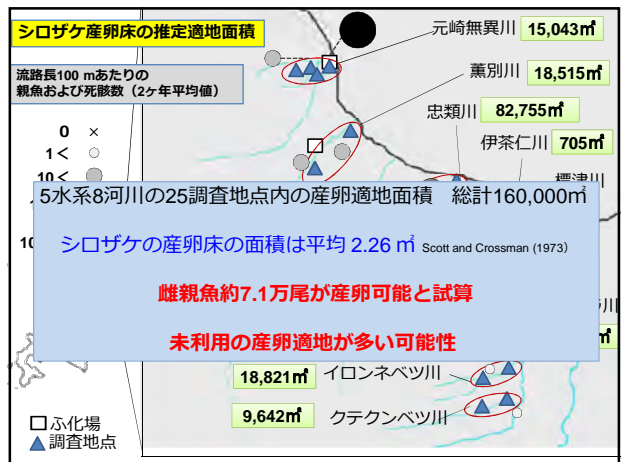 シロザケ産卵床の推定適地面積
流路長100 mあたりの
親魚および死骸数（2ヶ年平均値）
0 ×
1＜ ○
10＜
10
元崎無異川 15,043㎡
薫別川
18,515㎡
忠類川 82,755㎡
伊茶仁川 705㎡
標津川
5水系8河川の25調査地点内の産卵適地面積　総計160,000㎡
シロザケの産卵床の面積は平均 2.26 ㎡ Scott and Crossman (1973)
雌親魚約7.1万尾が産卵可能と試算
未利用の産卵適地が多い可能性
川
㎡
18,821㎡ イロンネベツ川
9,642㎡ クテクンベツ川
ふ化場
調査地点